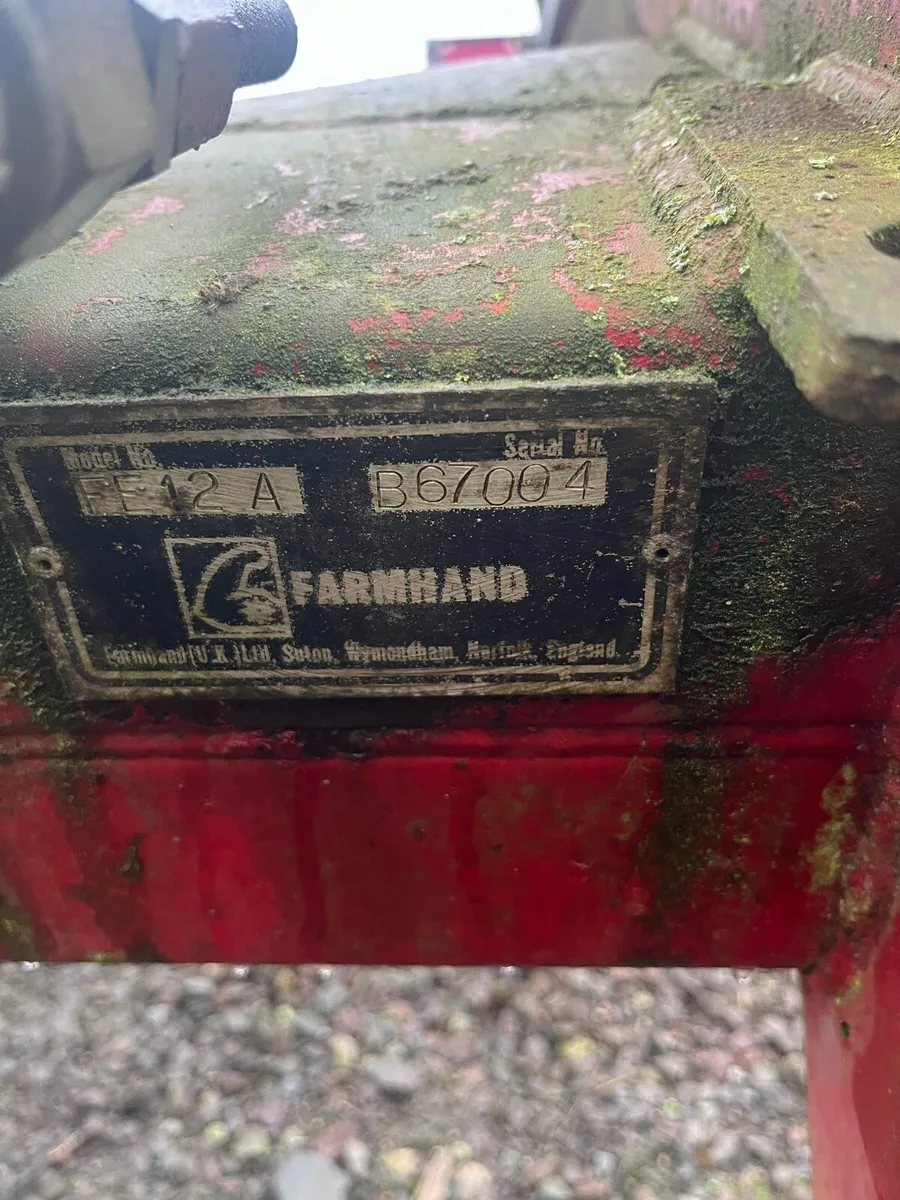 Model No. Serial No.
FE12 A B67004
FARMHAND
Farmhand (U.K.) Ltd, Suton, Wymondham, Norfolk, England.